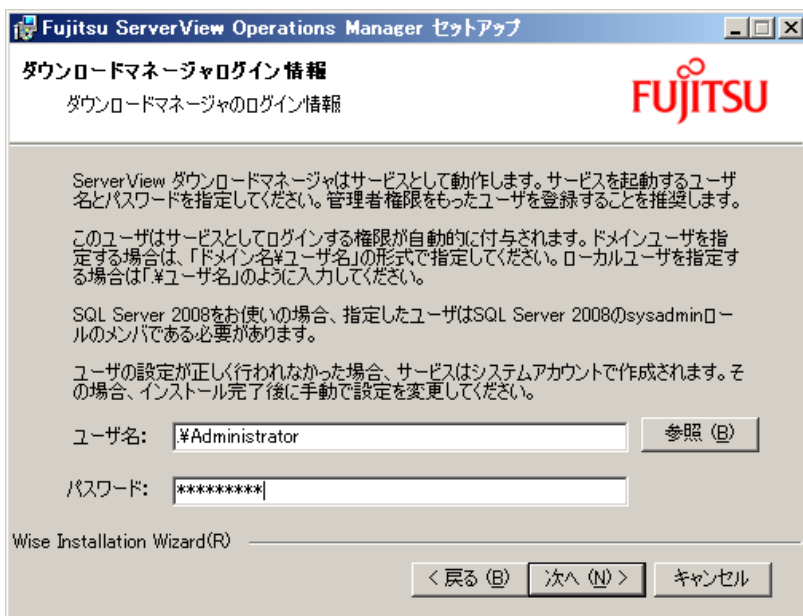 Fujitsu ServerView Operations Manager セットアップ
ダウンロードマネージャログイン情報
ダウンロードマネージャのログイン情報
FUJITSU
ServerView ダウンロードマネージャはサービスとして動作します。サービスを起動するユーザ
名とパスワードを指定してください。管理者権限をもったユーザを登録することを推奨します。
このユーザはサービスとしてログインする権限が自動的に付与されます。ドメインユーザを指
定する場合は、「ドメイン名¥ユーザ名」の形式で指定してください。ローカルユーザを指定す
る場合は「.¥ユーザ名」のように入力してください。
SQL Server 2008をお使いの場合、指定したユーザはSQL Server 2008のsysadminロー
ルのメンバである必要があります。
ユーザの設定が正しく行われなかった場合、サービスはシステムアカウントで作成されます。そ
の場合、インストール完了後に手動で設定を変更してください。
ユーザ名: .¥Administrator 参照 (B)
パスワード: *********
Wise Installation Wizard(R)
< 戻る (B) 次へ (N) > キャンセル